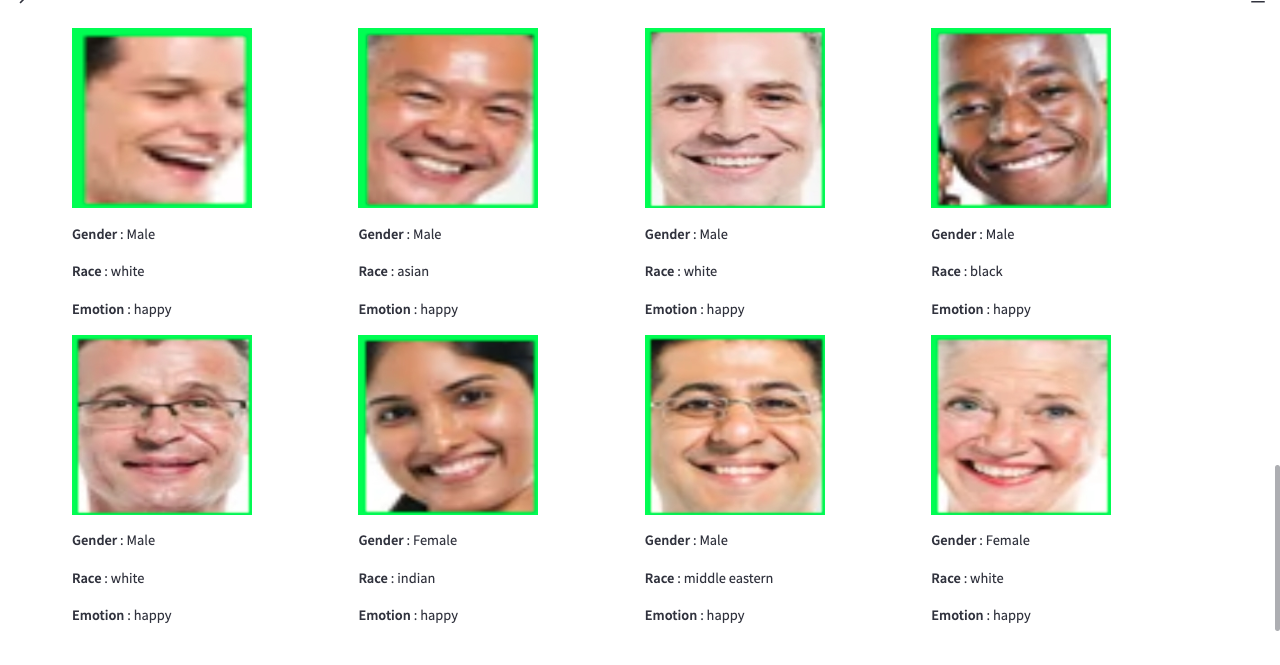 Gender : Male
Gender : Male
Gender : Male
Gender : Male
Race : white
Race : asian
Race : white
Race : black
Emotion : happy
Emotion : happy
Emotion : happy
Emotion : happy
Gender : Male
Gender : Female
Gender : Male
Gender : Female
Race : white
Race : indian
Race : middle eastern
Race : white
Emotion : happy
Emotion : happy
Emotion : happy
Emotion : happy